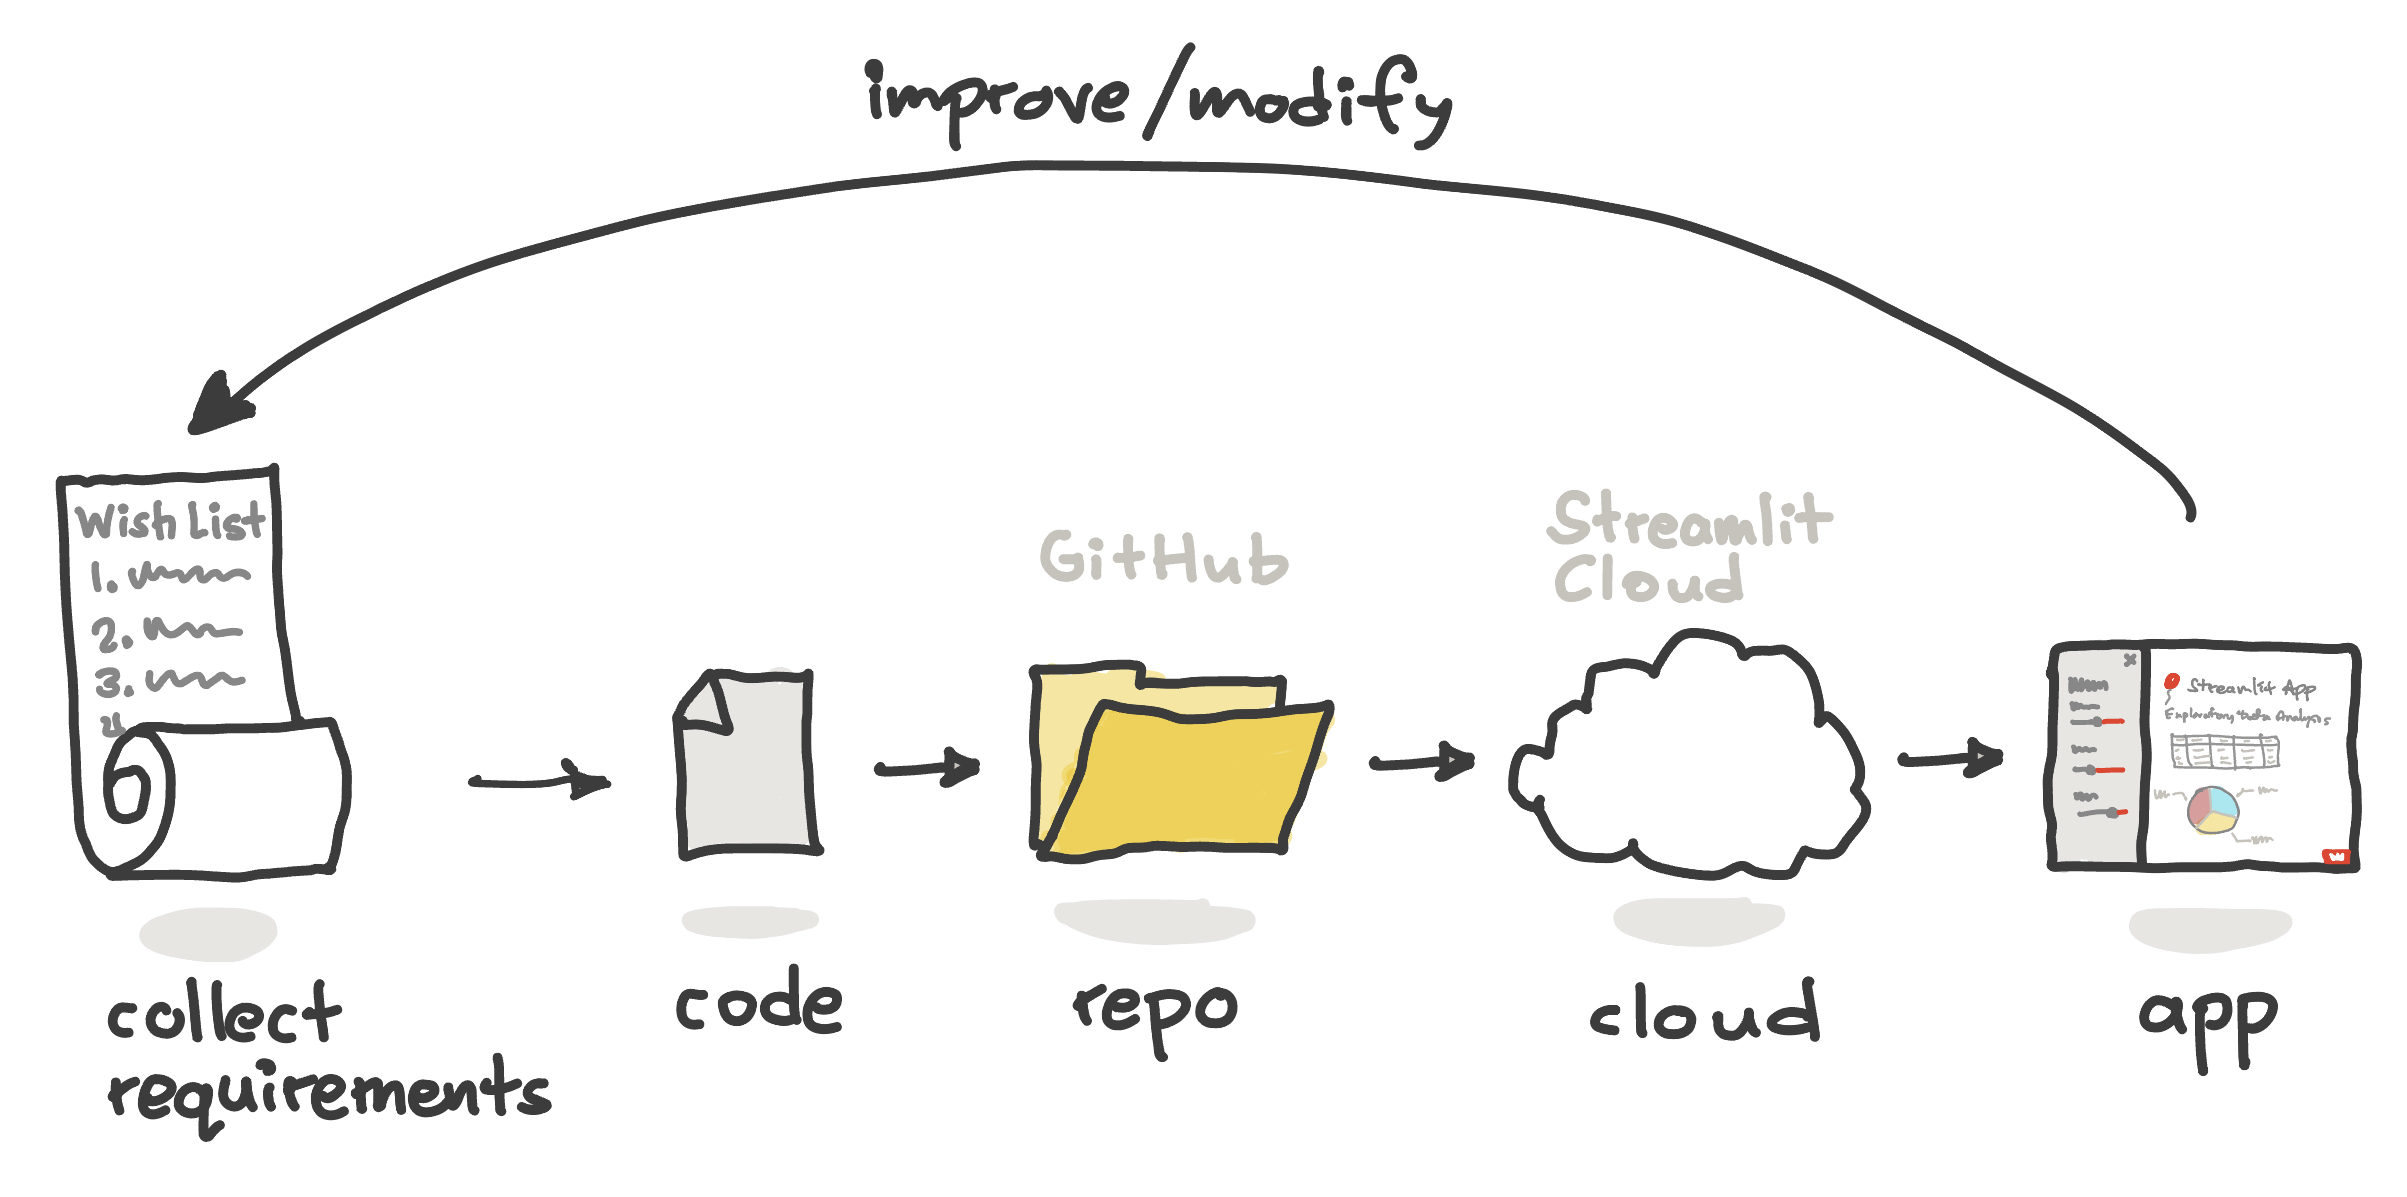 improve/modify
Wish List
1.
2.
3.
4.
GitHub
Streamlit
Cloud
Streamlit App
Exploratory Data Analysis
collect
requirements
code
repo
cloud
app